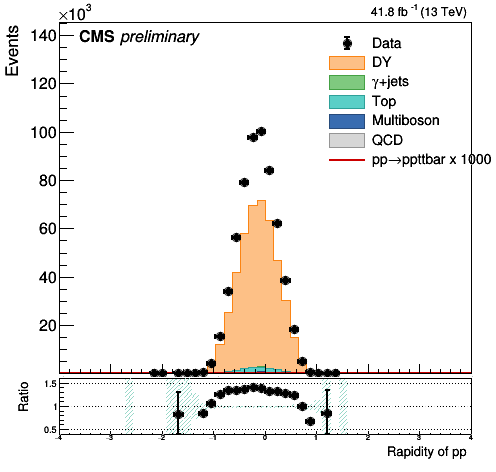 ×10³
41.8 fb⁻¹ (13 TeV)
CMS preliminary
Events
140
120
100
80
60
40
20
Data
DY
γ+jets
Top
Multiboson
QCD
pp→ppttbar x 1000
Ratio
1.5
1
0.5
-4 -3 -2 -1 0 1 2 3 4
Rapidity of pp